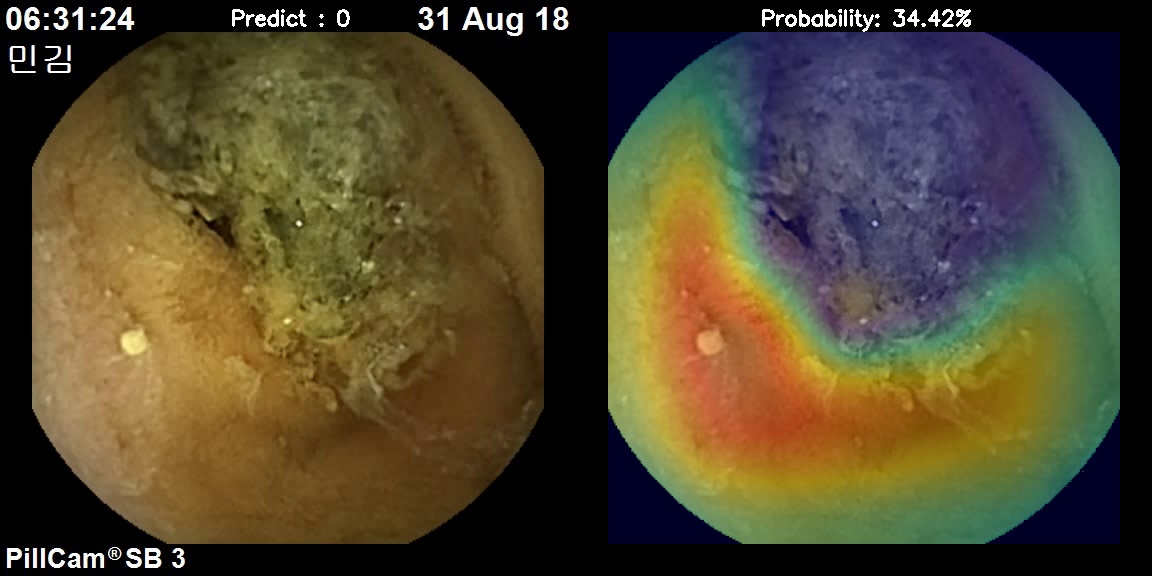 06:31:24
Predict : 0
31 Aug 18
Probability: 34.42%
민김
PillCam® SB 3